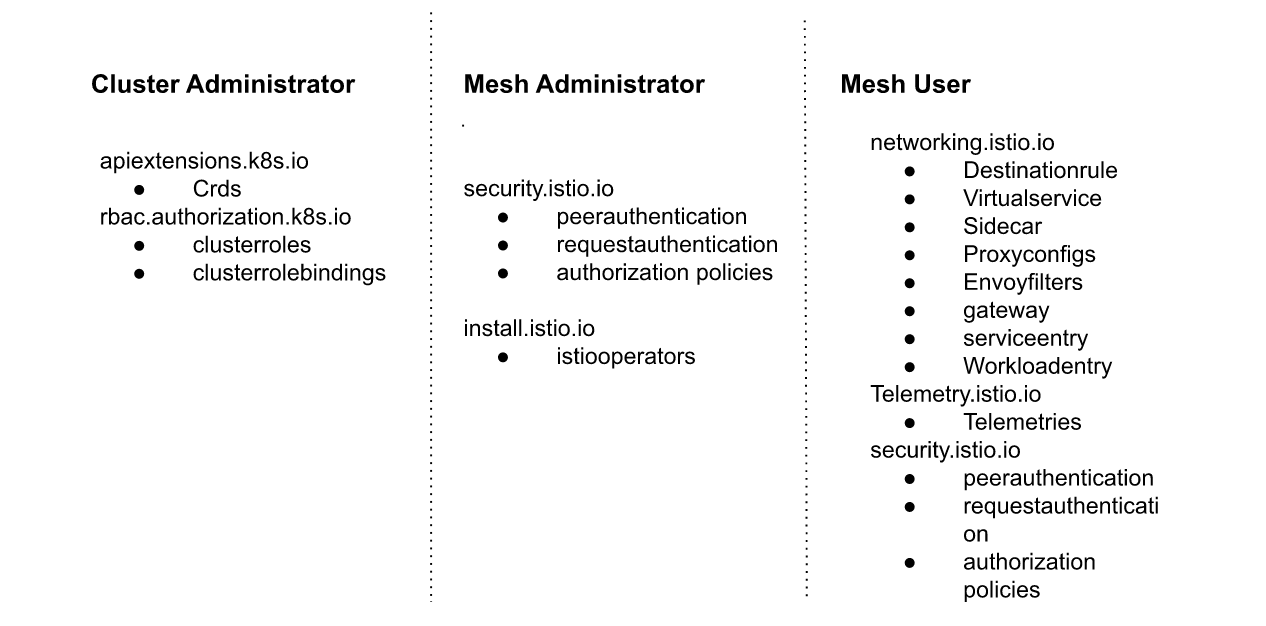 Cluster Administrator
apiextensions.k8s.io
● Crds
rbac.authorization.k8s.io
● clusterroles
● clusterrolebindings
Mesh Administrator
.
security.istio.io
● peerauthentication
● requestauthentication
● authorization policies
install.istio.io
● istiooperators
Mesh User
networking.istio.io
● Destinationrule
● Virtualservice
● Sidecar
● Proxyconfigs
● Envoyfilters
● gateway
● serviceentry
● Workloadentry
Telemetry.istio.io
● Telemetries
security.istio.io
● peerauthentication
● requestauthenticati
on
● authorization
policies